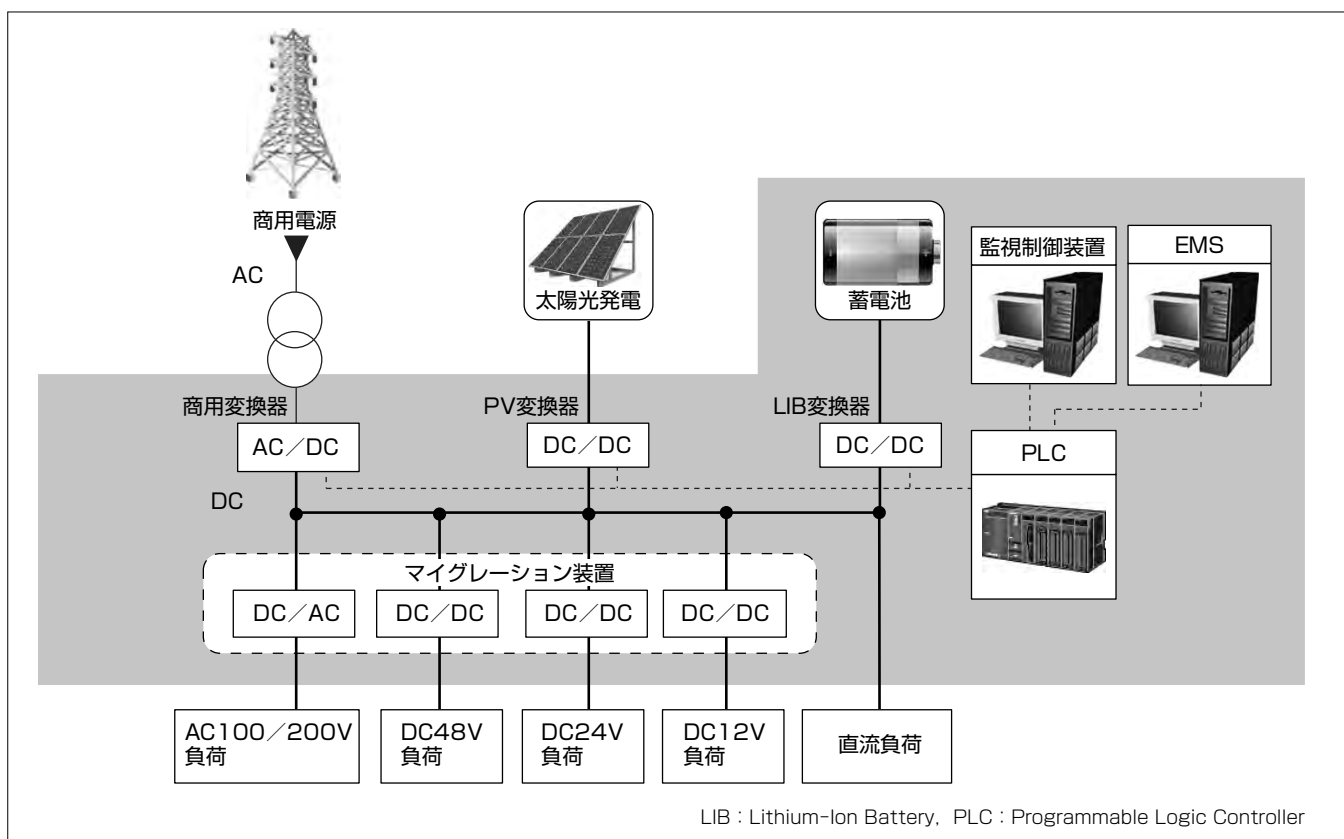 商用電源
AC
太陽光発電
蓄電池
監視制御装置
EMS
商用変換器
PV変換器
LIB変換器
AC／DC
DC／DC
DC／DC
PLC
DC
マイグレーション装置
DC／AC
DC／DC
DC／DC
DC／DC
AC100／200V
負荷
DC48V
負荷
DC24V
負荷
DC12V
負荷
直流負荷
LIB：Lithium-Ion Battery, PLC：Programmable Logic Controller